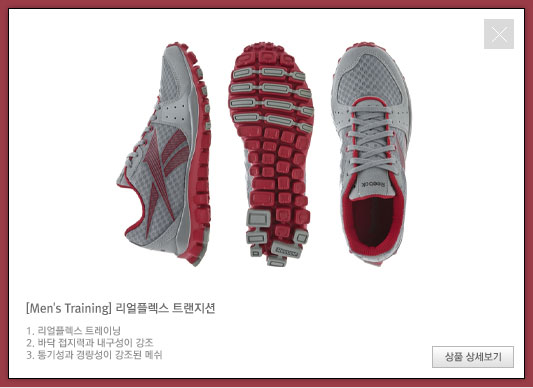 Reebok
[Men's Training] 리얼플렉스 트랜지션
1. 리얼플렉스 트레이닝
2. 바닥 접지력과 내구성이 강조
3. 통기성과 경량성이 강조된 메쉬
상품 상세보기